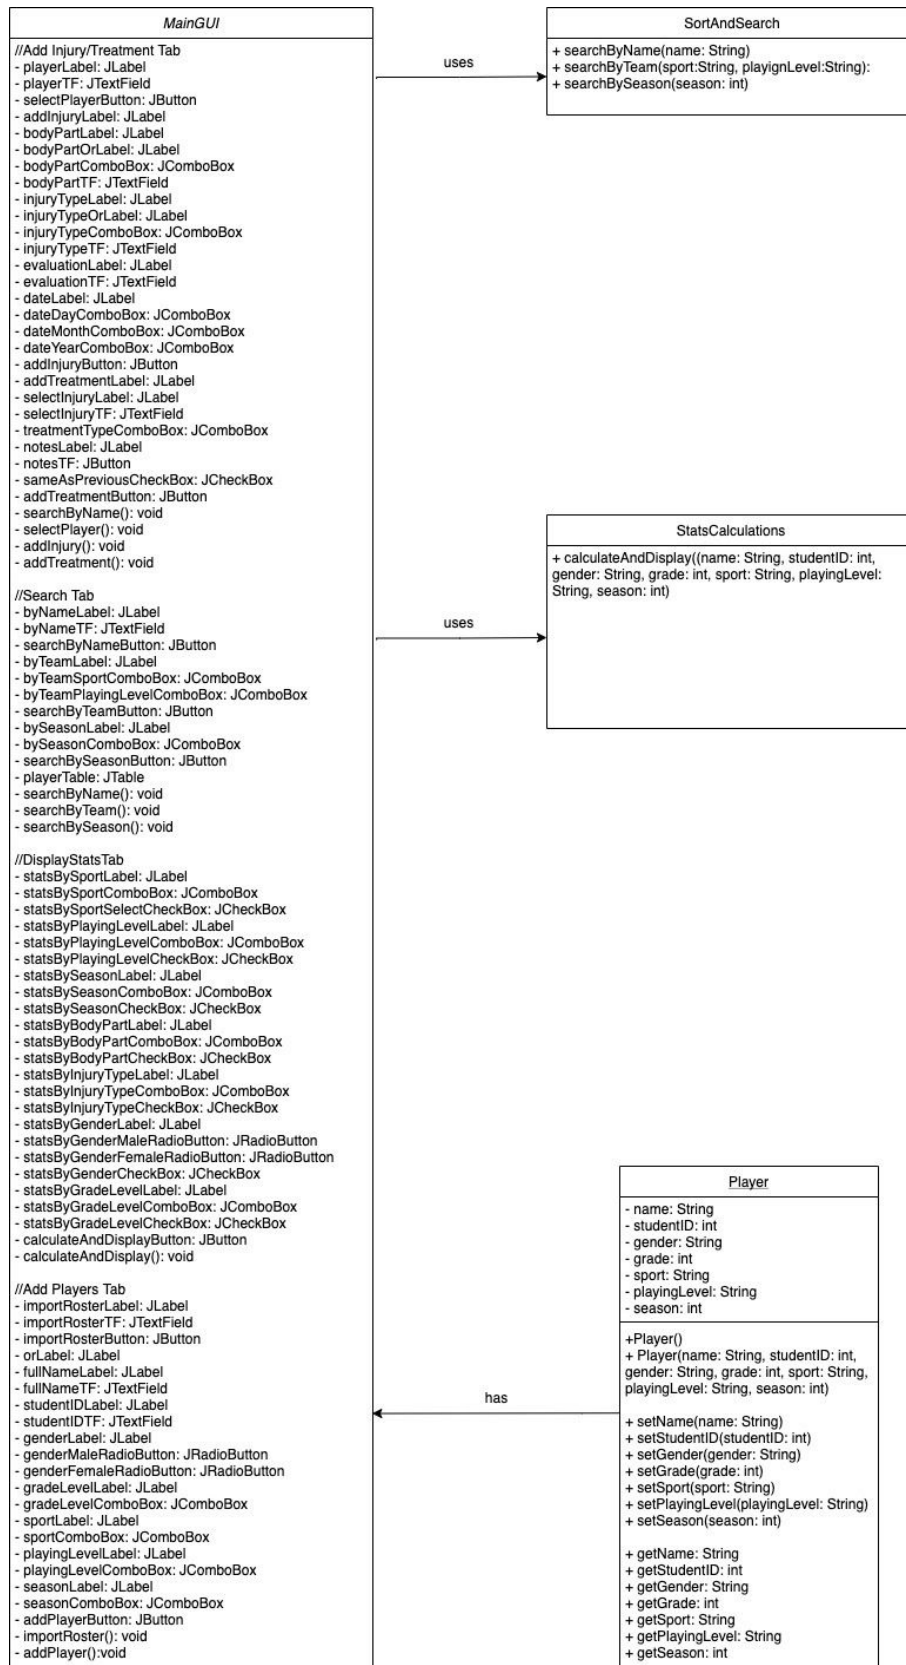 MainGUI
//Add Injury/Treatment Tab
- playerLabel: JLabel
- playerTF: JTextField
- selectPlayerButton: JButton
- addInjuryLabel: JLabel
- bodyPartLabel: JLabel
- bodyPartOrLabel: JLabel
- bodyPartComboBox: JComboBox
- bodyPartTF: JTextField
- injuryTypeLabel: JLabel
- injuryTypeOrLabel: JLabel
- injuryTypeComboBox: JComboBox
- injuryTypeTF: JTextField
- evaluationLabel: JLabel
- evaluationTF: JTextField
- dateLabel: JLabel
- dateDayComboBox: JComboBox
- dateMonthComboBox: JComboBox
- dateYearComboBox: JComboBox
- addInjuryButton: JButton
- addTreatmentLabel: JLabel
- selectInjuryLabel: JLabel
- selectInjuryTF: JTextField
- treatmentTypeComboBox: JComboBox
- notesLabel: JLabel
- notesTF: JButton
- sameAsPreviousCheckBox: JCheckBox
- addTreatmentButton: JButton
- searchByName(): void
- selectPlayer(): void
- addInjury(): void
- addTreatment(): void
//Search Tab
- byNameLabel: JLabel
- byNameTF: JTextField
- searchByNameButton: JButton
- byTeamLabel: JLabel
- byTeamSportComboBox: JComboBox
- byTeamPlayingLevelComboBox: JComboBox
- searchByTeamButton: JButton
- bySeasonLabel: JLabel
- bySeasonComboBox: JComboBox
- searchBySeasonButton: JButton
- playerTable: JTable
- searchByName(): void
- searchByTeam(): void
- searchBySeason(): void
//DisplayStatsTab
- statsBySportLabel: JLabel
- statsBySportComboBox: JComboBox
- statsBySportSelectCheckBox: JCheckBox
- statsByPlayingLevelLabel: JLabel
- statsByPlayingLevelComboBox: JComboBox
- statsByPlayingLevelCheckBox: JCheckBox
- statsBySeasonLabel: JLabel
- statsBySeasonComboBox: JComboBox
- statsBySeasonCheckBox: JCheckBox
- statsByBodyPartLabel: JLabel
- statsByBodyPartComboBox: JComboBox
- statsByBodyPartCheckBox: JCheckBox
- statsByInjuryTypeLabel: JLabel
- statsByInjuryTypeComboBox: JComboBox
- statsByInjuryTypeCheckBox: JCheckBox
- statsByGenderLabel: JLabel
- statsByGenderMaleRadioButton: JRadioButton
- statsByGenderFemaleRadioButton: JRadioButton
- statsByGenderCheckBox: JCheckBox
- statsByGradeLevelLabel: JLabel
- statsByGradeLevelComboBox: JComboBox
- statsByGradeLevelCheckBox: JCheckBox
- calculateAndDisplayButton: JButton
- calculateAndDisplay(): void
//Add Players Tab
- importRosterLabel: JLabel
- importRosterTF: JTextField
- importRosterButton: JButton
- orLabel: JLabel
- fullNameLabel: JLabel
- fullNameTF: JTextField
- studentIDLabel: JLabel
- studentIDTF: JTextField
- genderLabel: JLabel
- genderMaleRadioButton: JRadioButton
- genderFemaleRadioButton: JRadioButton
- gradeLevelLabel: JLabel
- gradeLevelComboBox: JComboBox
- sportLabel: JLabel
- sportComboBox: JComboBox
- playingLevelLabel: JLabel
- playingLevelComboBox: JComboBox
- seasonLabel: JLabel
- seasonComboBox: JComboBox
- addPlayerButton: JButton
- importRoster(): void
- addPlayer():void
uses
SortAndSearch
+ searchByName(name: String)
+ searchByTeam(sport:String, playignLevel:String):
+ searchBySeason(season: int)
uses
StatsCalculations
+ calculateAndDisplay((name: String, studentID: int,
gender: String, grade: int, sport: String, playingLevel:
String, season: int)
has
Player
- name: String
- studentID: int
- gender: String
- grade: int
- sport: String
- playingLevel: String
- season: int
+Player()
+ Player(name: String, studentID: int,
gender: String, grade: int, sport: String,
playingLevel: String, season: int)
+ setName(name: String)
+ setStudentID(studentID: int)
+ setGender(gender: String)
+ setGrade(grade: int)
+ setSport(sport: String)
+ setPlayingLevel(playingLevel: String)
+ setSeason(season: int)
+ getName: String
+ getStudentID: int
+ getGender: String
+ getGrade: int
+ getSport: String
+ getPlayingLevel: String
+ getSeason: int